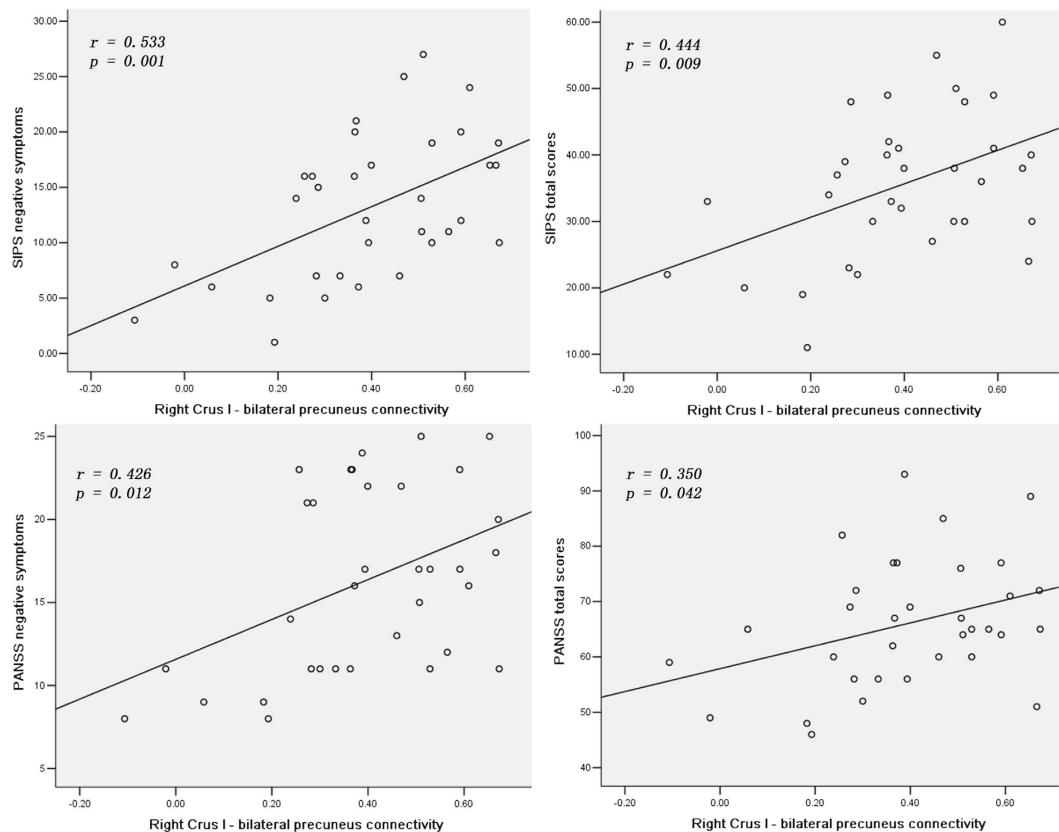 30.00
25.00
20.00
15.00
10.00
5.00
0.00
SIPS negative symptoms
r = 0.533
p = 0.001
-0.20 0.00 0.20 0.40 0.60
Right Crus I - bilateral precuneus connectivity
60.00
50.00
40.00
30.00
20.00
10.00
SIPS total scores
r = 0.444
p = 0.009
-0.20 0.00 0.20 0.40 0.60
Right Crus I - bilateral precuneus connectivity
25
20
15
10
5
PANSS negative symptoms
r = 0.426
p = 0.012
-0.20 0.00 0.20 0.40 0.60
Right Crus I - bilateral precuneus connectivity
100
90
80
70
60
50
40
PANSS total scores
r = 0.350
p = 0.042
-0.20 0.00 0.20 0.40 0.60
Right Crus I - bilateral precuneus connectivity